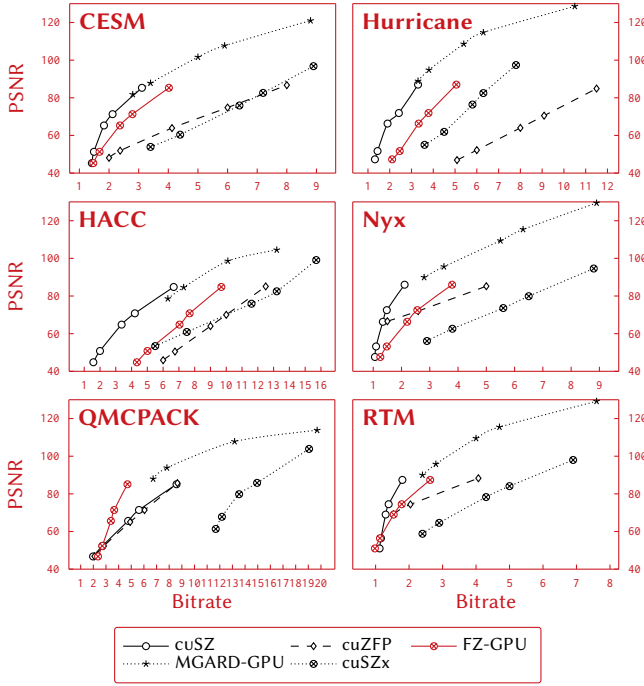 CESM
Hurricane
PSNR
120
100
80
60
40
1 2 3 4 5 6 7 8 9
120
100
80
60
40
1 2 3 4 5 6 7 8 9 10 11 12
HACC
Nyx
PSNR
120
100
80
60
40
1 2 3 4 5 6 7 8 9 10 11 12 13 14 15 16
120
100
80
60
40
1 2 3 4 5 6 7 8 9
QMCPACK
RTM
PSNR
120
100
80
60
40
1 2 3 4 5 6 7 8 9 10 11 12 13 14 15 16 17 18 19 20
120
100
80
60
40
1 2 3 4 5 6 7 8
Bitrate
Bitrate
cuSZ
cuZFP
FZ-GPU
MGARD-GPU
cuSZx